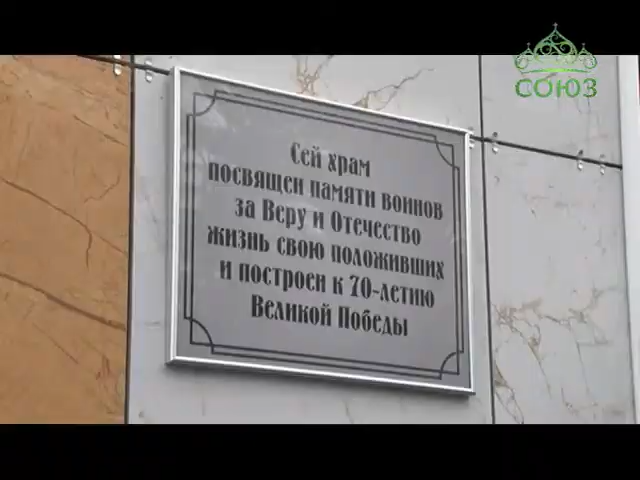 СОЮЗ
Сей храм
посвящен памяти воинов
за Веру и Отечество
жизнь свою положивших
и построен к 70-летию
Великой Победы